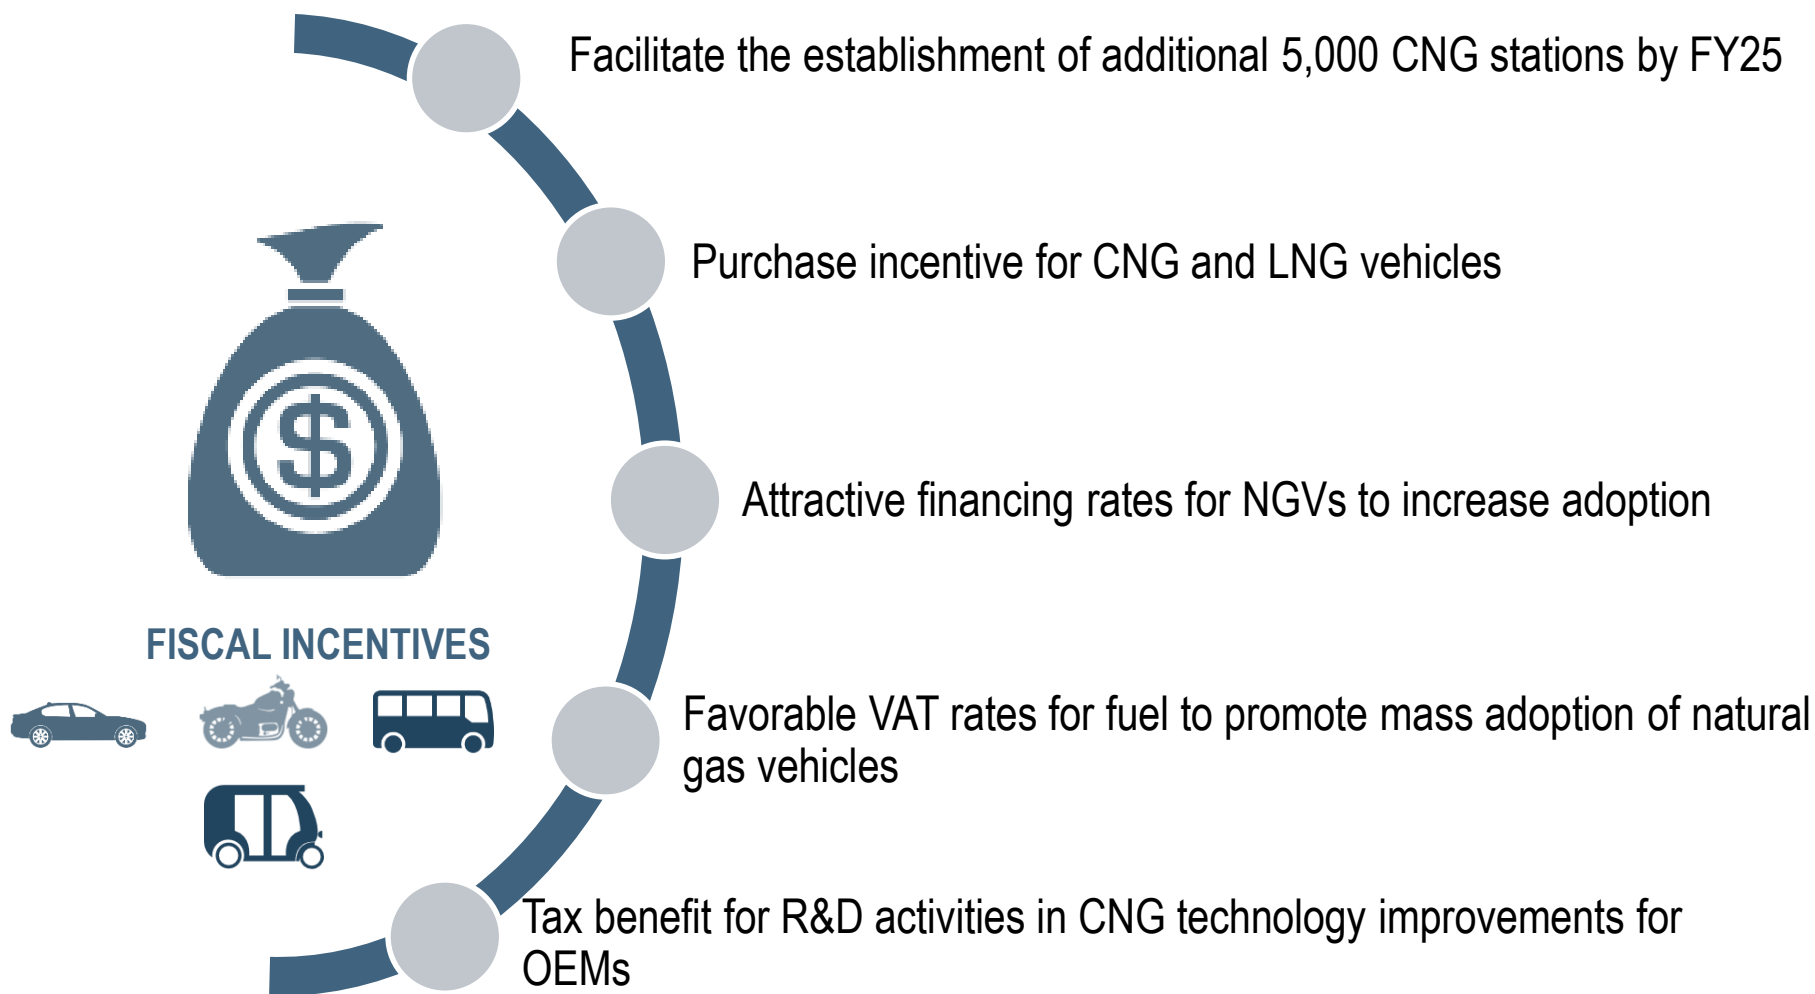 Facilitate the establishment of additional 5,000 CNG stations by FY25
Purchase incentive for CNG and LNG vehicles
$
Attractive financing rates for NGVs to increase adoption
FISCAL INCENTIVES
Favorable VAT rates for fuel to promote mass adoption of natural
gas vehicles
Tax benefit for R&D activities in CNG technology improvements for
OEMs